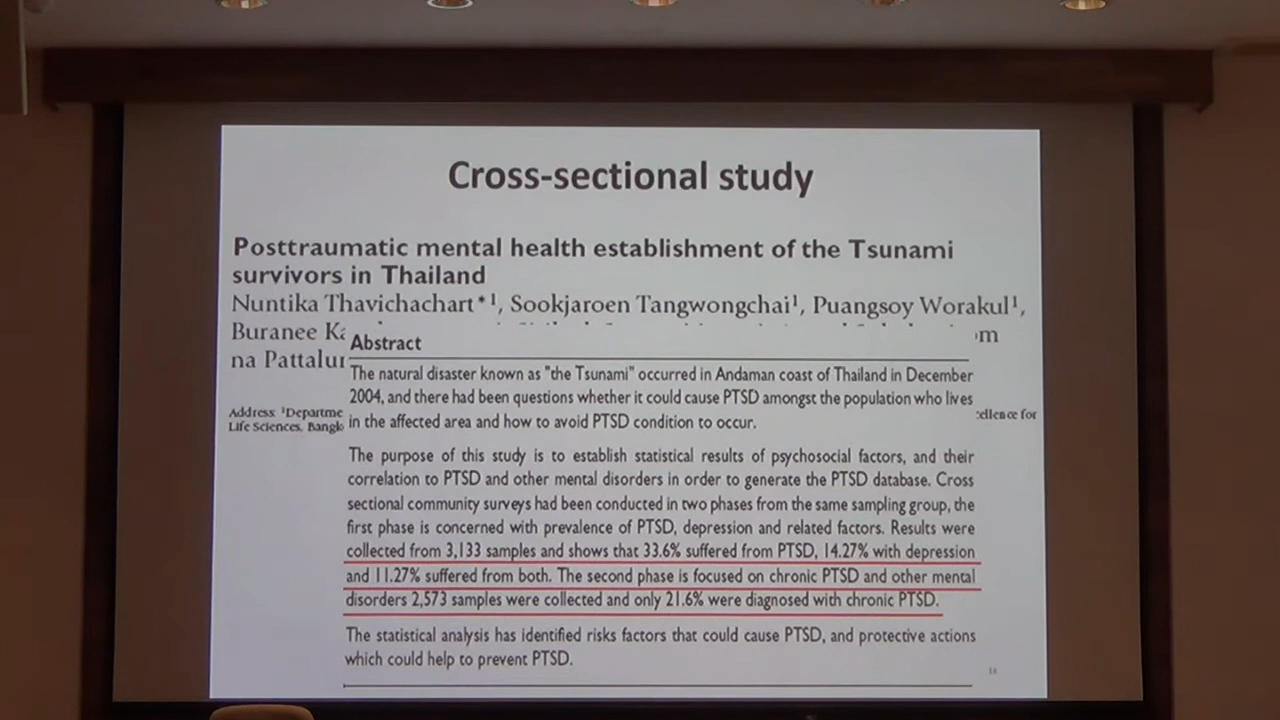 Cross-sectional study
Posttraumatic mental health establishment of the Tsunami
survivors in Thailand
Nuntika Thavichachart*1, Sookjaroen Tangwongchai1, Puangsoy Worakul1,
Buranee
na Pattalur
Address: 1Departme
Life Sciences, Bangk
ellence for
Abstract
The natural disaster known as "the Tsunami" occurred in Andaman coast of Thailand in December
2004, and there had been questions whether it could cause PTSD amongst the population who lives
in the affected area and how to avoid PTSD condition to occur.
The purpose of this study is to establish statistical results of psychosocial factors, and their
correlation to PTSD and other mental disorders in order to generate the PTSD database. Cross
sectional community surveys had been conducted in two phases from the same sampling group, the
first phase is concerned with prevalence of PTSD, depression and related factors. Results were
collected from 3,133 samples and shows that 33.6% suffered from PTSD, 14.27% with depression
and 11.27% suffered from both. The second phase is focused on chronic PTSD and other mental
disorders 2,573 samples were collected and only 21.6% were diagnosed with chronic PTSD.
The statistical analysis has identified risks factors that could cause PTSD, and protective actions
which could help to prevent PTSD.